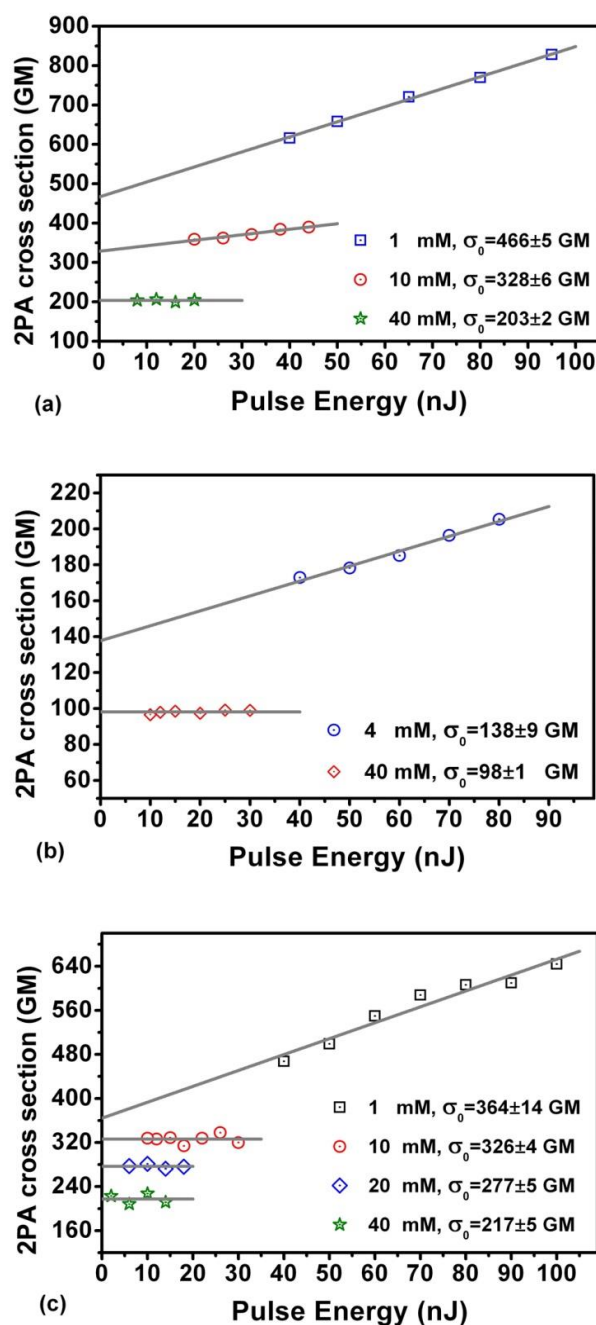 900
800
700
600
500
400
300
200
100
2PA cross section (GM)
1 mM, σ0=466±5 GM
10 mM, σ0=328±6 GM
40 mM, σ0=203±2 GM
0 10 20 30 40 50 60 70 80 90 100
(a)
Pulse Energy (nJ)
220
200
180
160
140
120
100
80
60
2PA cross section (GM)
4 mM, σ0=138±9 GM
40 mM, σ0=98±1 GM
0 10 20 30 40 50 60 70 80 90
(b)
Pulse Energy (nJ)
640
560
480
400
320
240
160
2PA cross section (GM)
1 mM, σ0=364±14 GM
10 mM, σ0=326±4 GM
20 mM, σ0=277±5 GM
40 mM, σ0=217±5 GM
0 10 20 30 40 50 60 70 80 90 100
(c)
Pulse Energy (nJ)